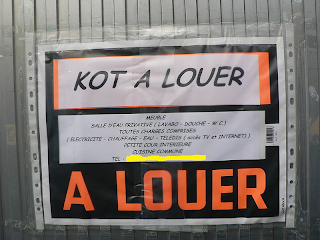 KOT A LOUER
MEUBLE
SALLE D'EAU PRIVATIVE ( LAVABO - DOUCHE - W.C.)
TOUTES CHARGES COMPRISES
( ELECTRICITE - CHAUFFAGE - EAU - TELEDIS ( accès TV et INTERNET) )
PETITE COUR INTERIEURE
CUISINE COMMUNE
TEL :
A LOUER